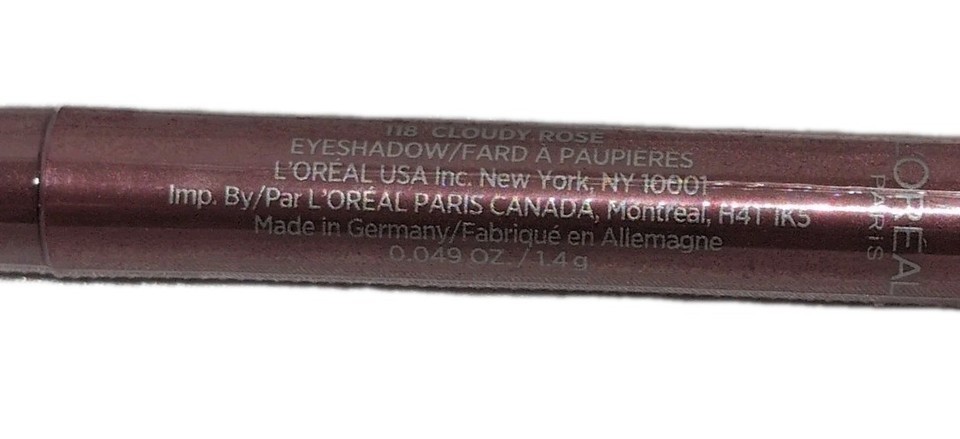 118 CLOUDY ROSE
EYESHADOW/FARD À PAUPIÈRES
L'ORÉAL USA Inc. New York, NY 10001
Imp. By/Par L'ORÉAL PARIS CANADA, Montréal, H4T 1K5
Made in Germany/Fabriqué en Allemagne
0.049 OZ. / 1.4 g
L'ORÉAL
PARIS